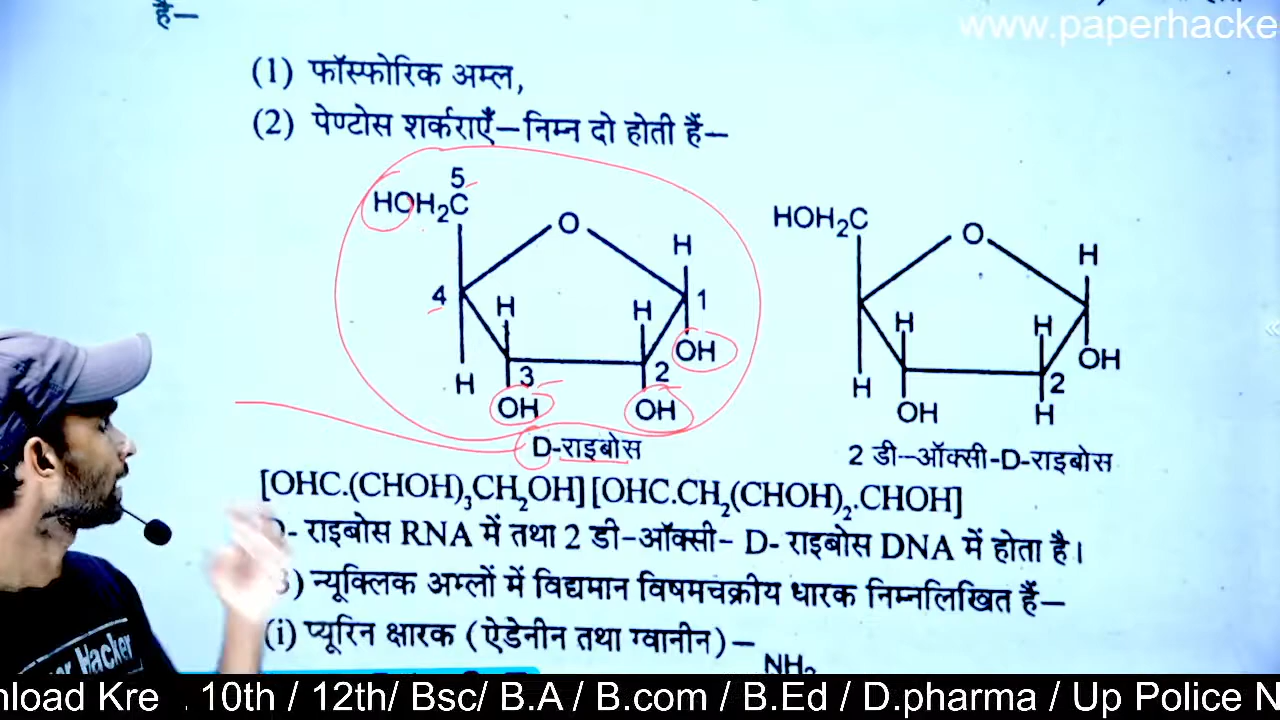 हैं—
www.paperhacke
(1) फॉस्फोरिक अम्ल,
(2) पेण्टोस शर्कराएँ—निम्न दो होती हैं—
5
HOH₂C O H 4 H H 1 OH H 3 2 OH OH
HOH₂C O H H H OH H 2 OH H
D-राइबोस 2 डी-ऑक्सी-D-राइबोस
[OHC.(CHOH)₃CH₂OH] [OHC.CH₂(CHOH)₂.CHOH]
- राइबोस RNA में तथा 2 डी-ऑक्सी- D- राइबोस DNA में होता है।
) न्यूक्लिक अम्लों में विद्यमान विषमचक्रीय धारक निम्नलिखित हैं—
(i) प्यूरिन क्षारक (ऐडेनीन तथा ग्वानीन)—
NH₂
Hacker
nload Kre . 10th / 12th/ Bsc/ B.A / B.com / B.Ed / D.pharma / Up Police N